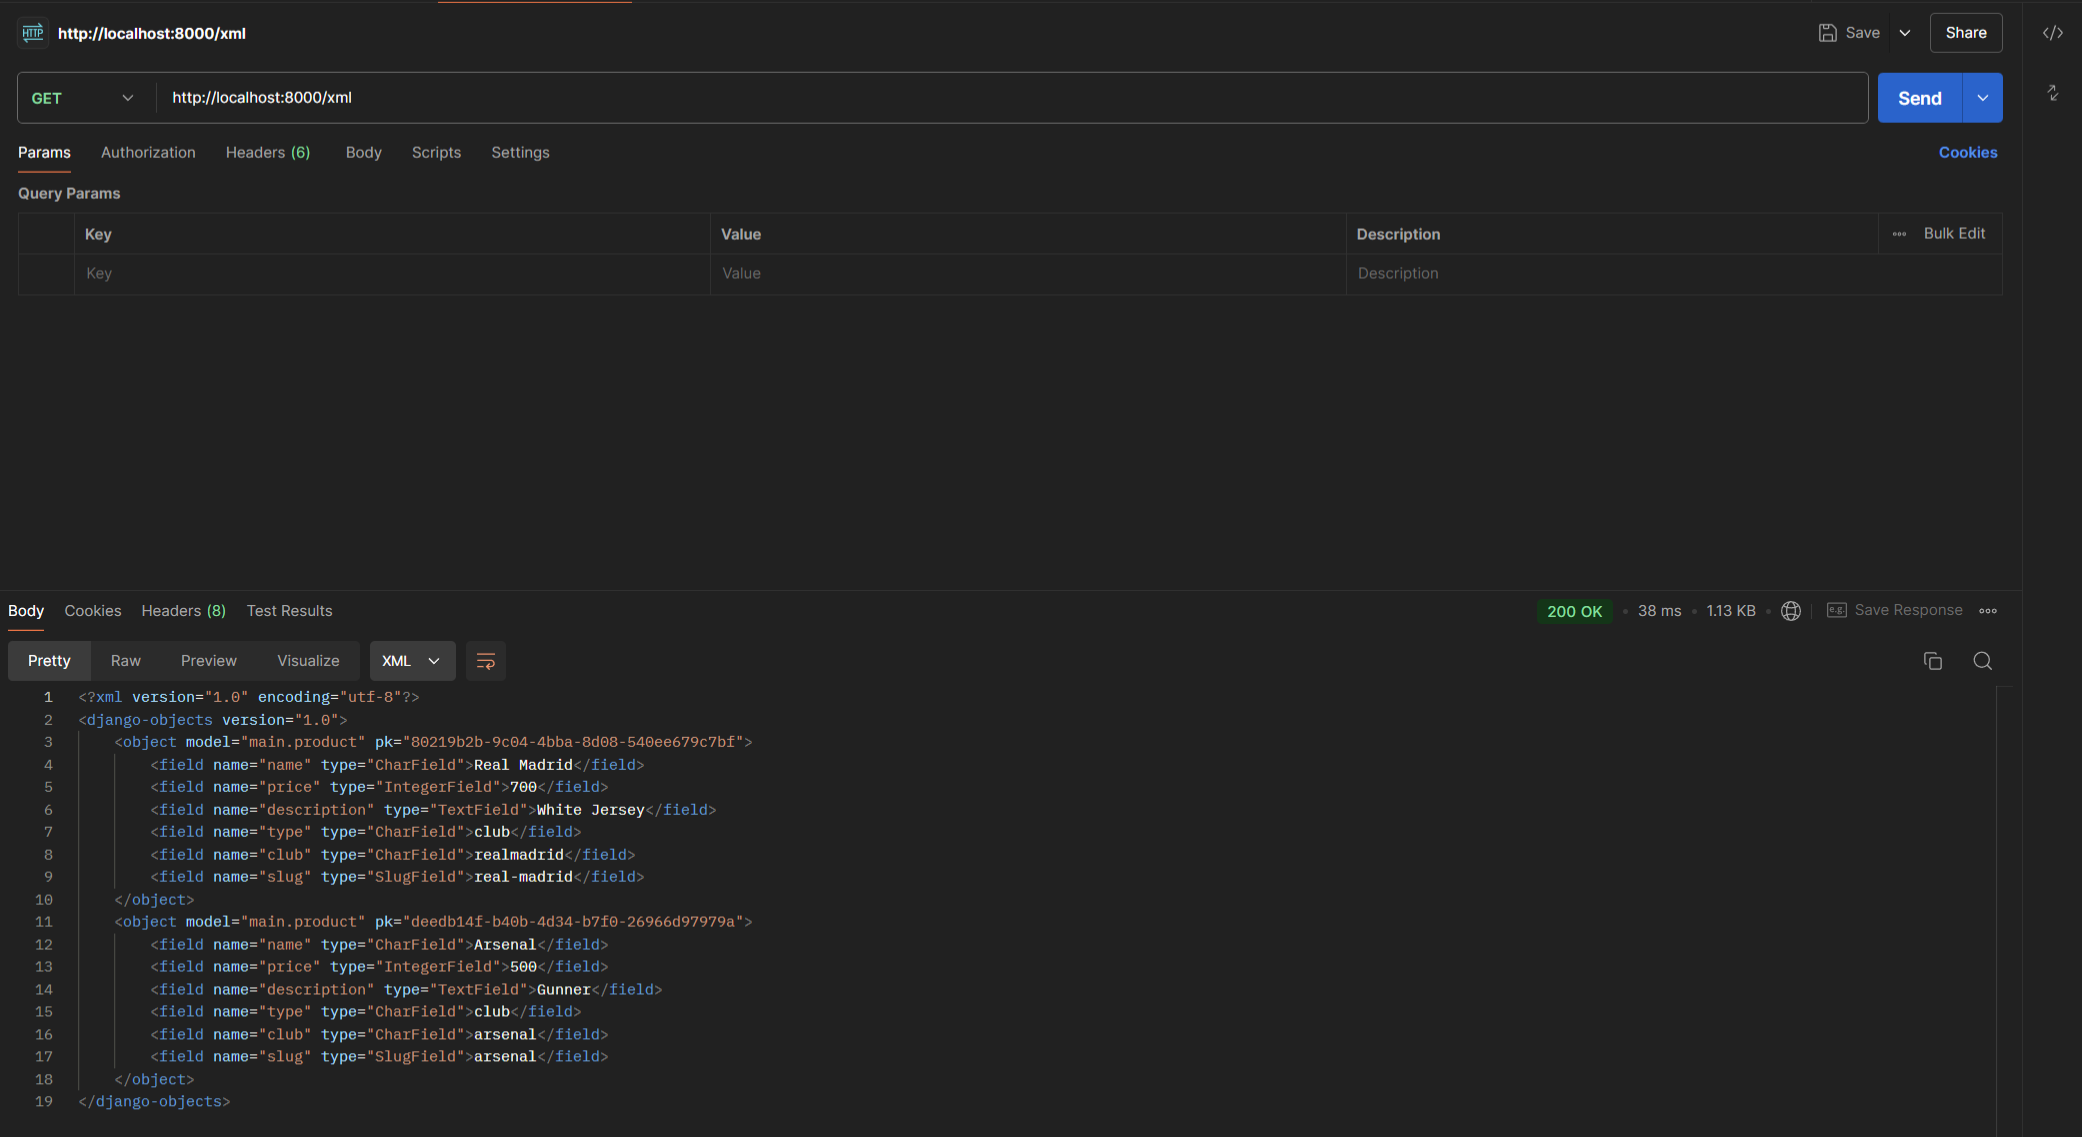 HTTP http://localhost:8000/xml Save Share
GET http://localhost:8000/xml Send
Params Authorization Headers (6) Body Scripts Settings Cookies
Query Params
Key Value Description Bulk Edit
Key Value Description
Body Cookies Headers (8) Test Results 200 OK 38 ms 1.13 KB e.g. Save Response
Pretty Raw Preview Visualize XML
1 <?xml version="1.0" encoding="utf-8"?>
2 <django-objects version="1.0">
3 <object model="main.product" pk="80219b2b-9c04-4bba-8d08-540ee679c7bf">
4 <field name="name" type="CharField">Real Madrid</field>
5 <field name="price" type="IntegerField">700</field>
6 <field name="description" type="TextField">White Jersey</field>
7 <field name="type" type="CharField">club</field>
8 <field name="club" type="CharField">realmadrid</field>
9 <field name="slug" type="SlugField">real-madrid</field>
10 </object>
11 <object model="main.product" pk="deedb14f-b40b-4d34-b7f0-26966d97979a">
12 <field name="name" type="CharField">Arsenal</field>
13 <field name="price" type="IntegerField">500</field>
14 <field name="description" type="TextField">Gunner</field>
15 <field name="type" type="CharField">club</field>
16 <field name="club" type="CharField">arsenal</field>
17 <field name="slug" type="SlugField">arsenal</field>
18 </object>
19 </django-objects>